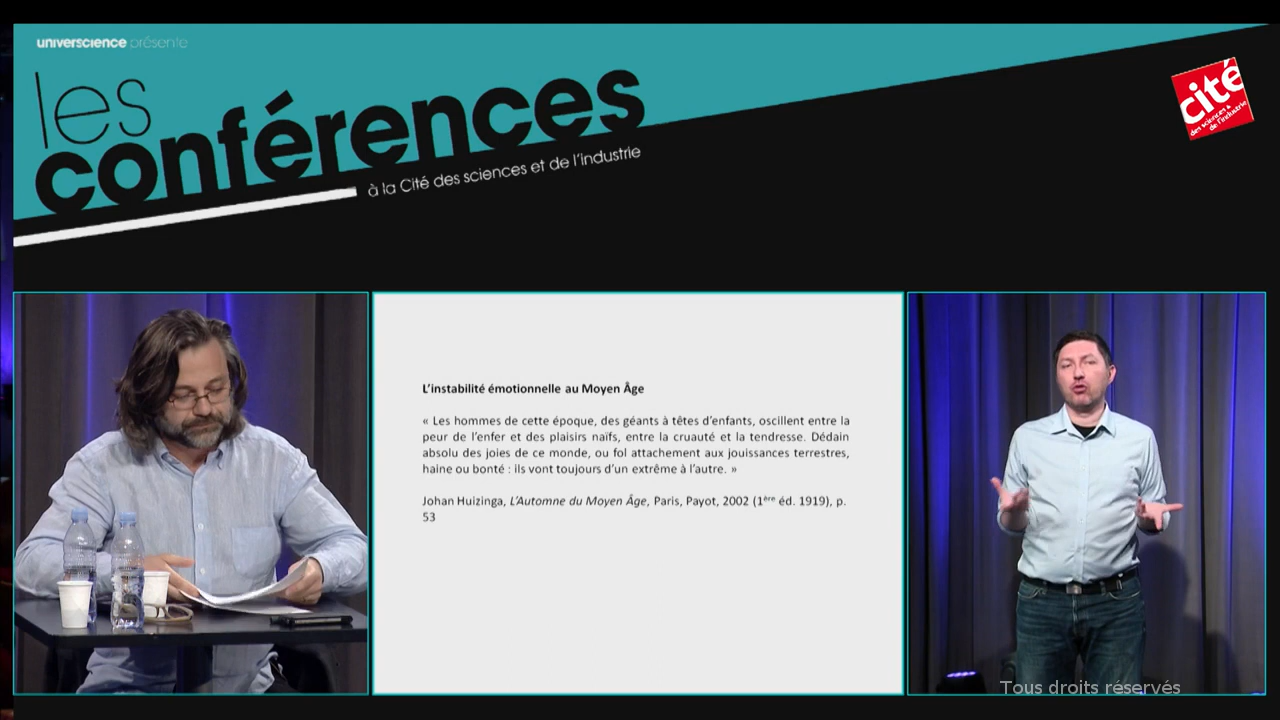 universcience présente
les
conférences
à la Cité des sciences et de l'industrie
cité
des sciences &
de l'industrie
L'instabilité émotionnelle au Moyen Âge
« Les hommes de cette époque, des géants à têtes d'enfants, oscillent entre la
peur de l'enfer et des plaisirs naïfs, entre la cruauté et la tendresse. Dédain
absolu des joies de ce monde, ou fol attachement aux jouissances terrestres,
haine ou bonté : ils vont toujours d'un extrême à l'autre. »
Johan Huizinga, L'Automne du Moyen Âge, Paris, Payot, 2002 (1ère éd. 1919), p.
53
Tous droits réservés